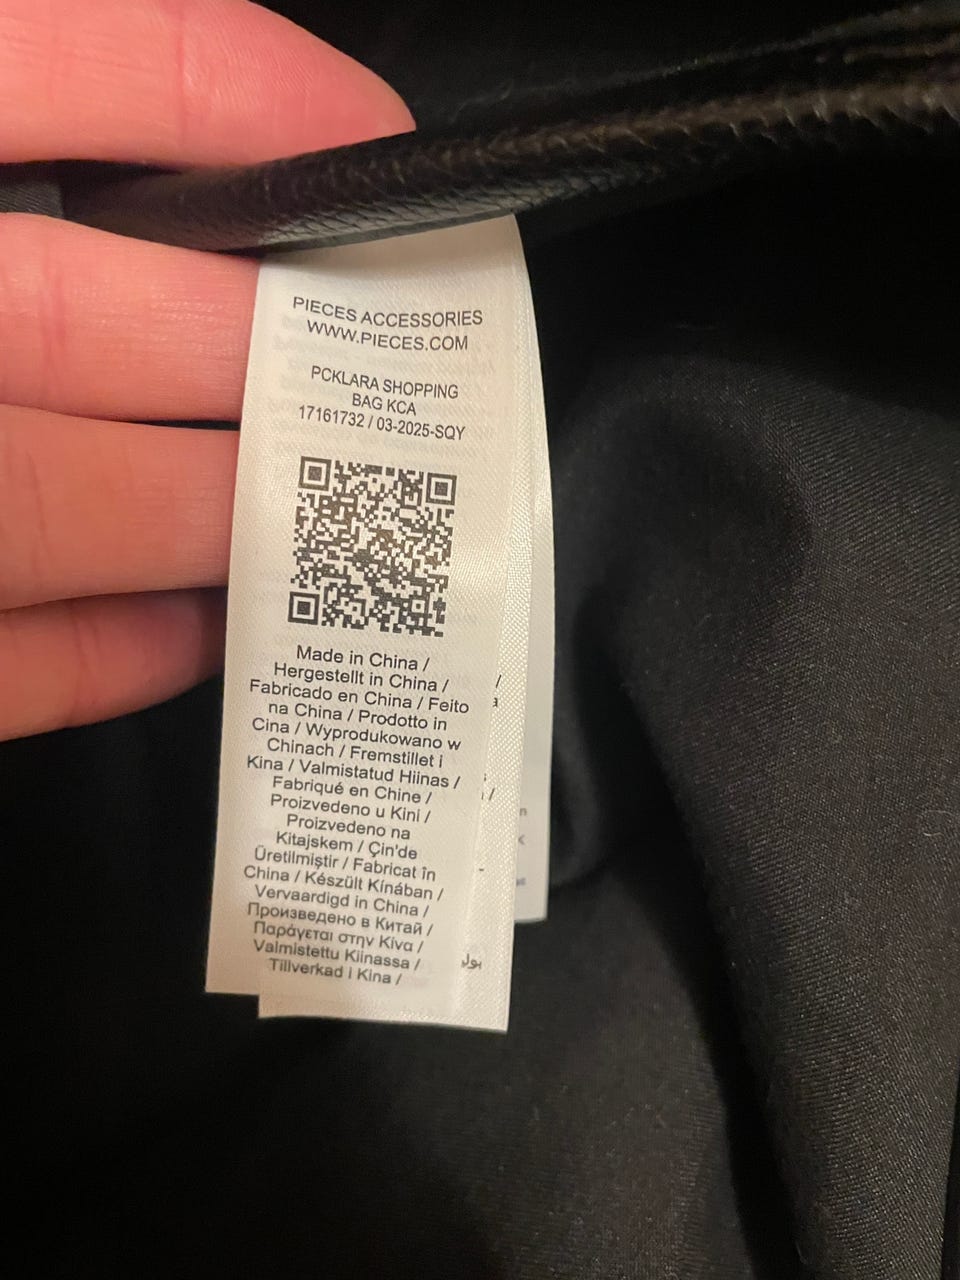 PIECES ACCESSORIES
WWW.PIECES.COM
PCKLARA SHOPPING
BAG KCA
17161732 / 03-2025-SQY
Made in China /
Hergestellt in China /
Fabricado en China / Feito
na China / Prodotto in
Cina / Wyprodukowano w
Chinach / Fremstillet i
Kina / Valmistatud Hiinas /
Fabriqué en Chine /
Proizvedeno u Kini /
Proizvedeno na
Kitajskem / Çin'de
Üretilmiştir / Fabricat în
China / Készült Kínában /
Vervaardigd in China /
Произведено в Китай /
Παράγεται στην Κίνα /
Valmistettu Kiinassa /
Tillverkad i Kina /